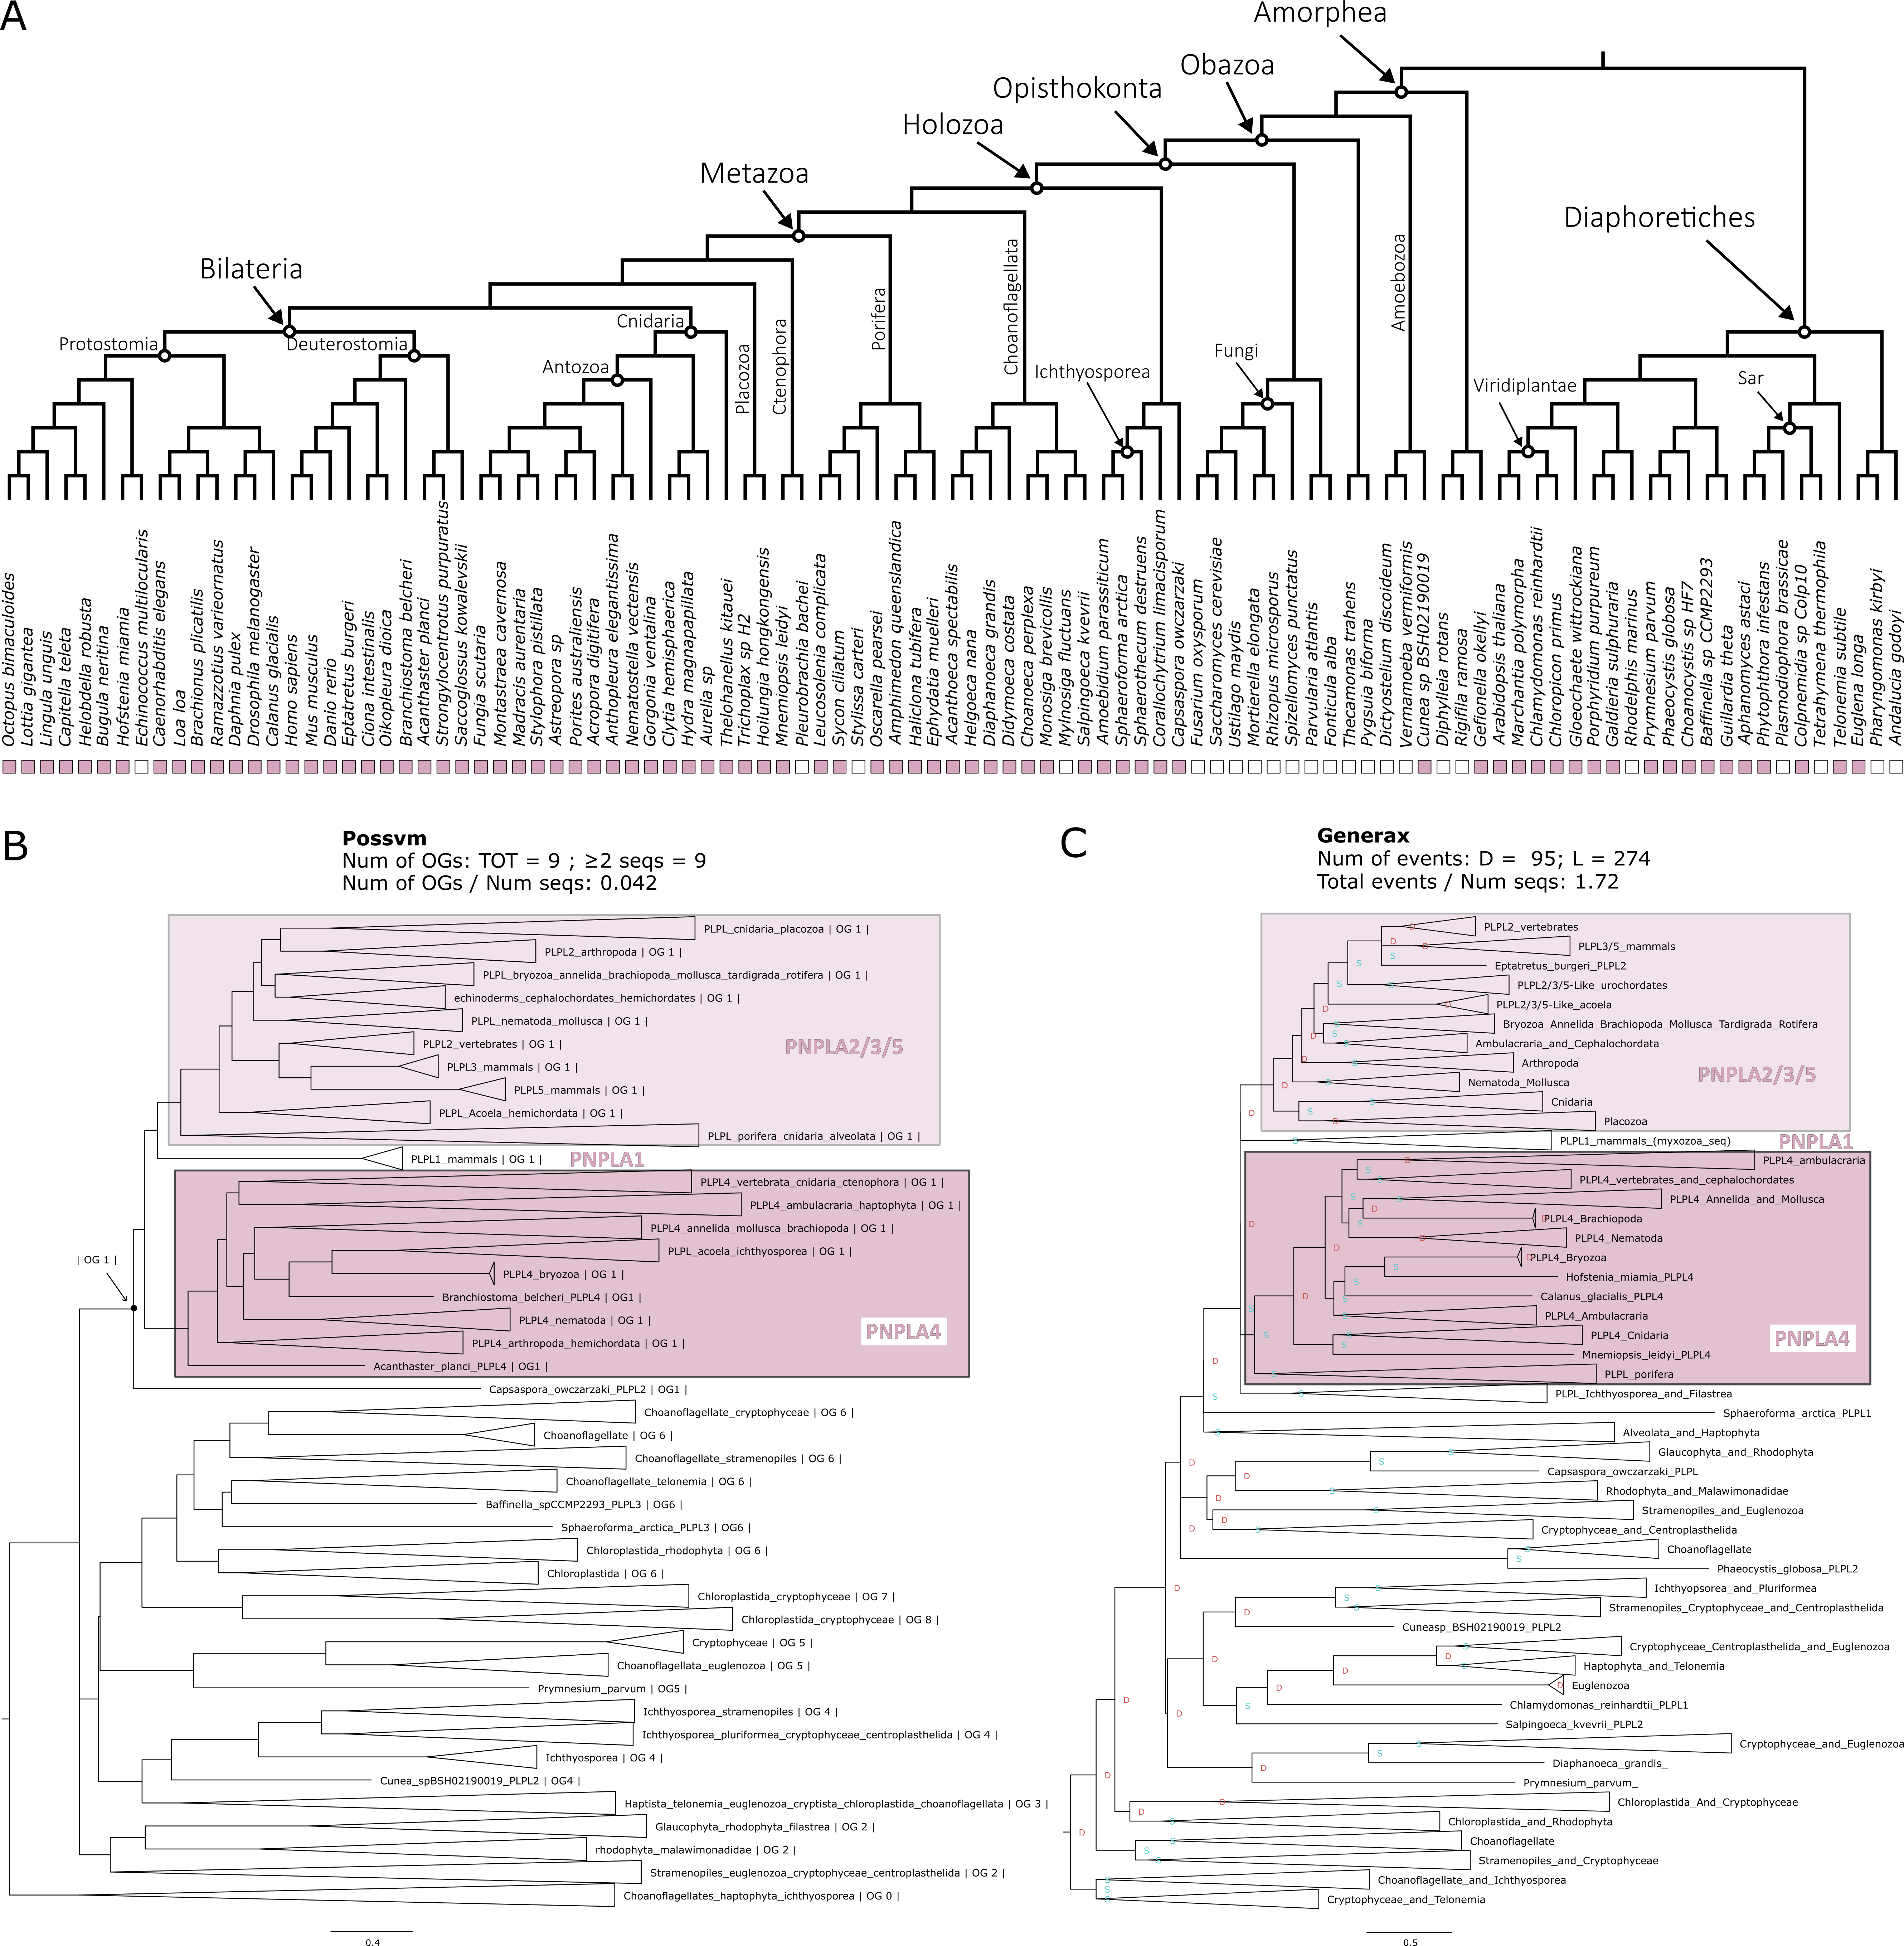 A
Amorphea
Obazoa
Opisthokonta
Holozoa
Metazoa
Diaphoretiches
Bilateria
Protostomia
Deuterostomia
Cnidaria
Antozoa
Placozoa
Ctenophora
Porifera
Choanoflagellata
Ichthyosporea
Fungi
Amoebozoa
Viridiplantae
Sar
Octopus bimaculoides
Lottia gigantea
Lingula unguis
Capitella teleta
Helobdella robusta
Bugula neritina
Hofstenia miamia
Echinococcus multilocularis
Caenorhabditis elegans
Loa loa
Brachionus plicatilis
Ramazzotius varieornatus
Daphnia pulex
Drosophila melanogaster
Calanus glacialis
Homo sapiens
Mus musculus
Danio rerio
Eptatretus burgeri
Ciona intestinalis
Oikopleura dioica
Branchiostoma belcheri
Acanthaster planci
Strongylocentrotus purpuratus
Saccoglossus kowalevskii
Fungia scutaria
Montastraea cavernosa
Madracis aurentaria
Stylophora pistillata
Astreopora sp
Porites australiensis
Acropora digitifera
Anthopleura elegantissima
Nematostella vectensis
Gorgonia ventalina
Clytia hemisphaerica
Hydra magnapapillata
Aurelia sp
Thelohanellus kitauei
Trichoplax sp H2
Hoilungia hongkongensis
Mnemiopsis leidyi
Pleurobrachia bachei
Leucosolenia complicata
Sycon ciliatum
Stylissa carteri
Oscarella pearsei
Amphimedon queenslandica
Haliclona tubifera
Ephydatia muelleri
Acanthoeca spectabilis
Helgoeca nana
Diaphanoeca grandis
Didymoeca costata
Choanoeca perplexa
Monosiga brevicollis
Mylnosiga fluctuans
Salpingoeca kvevrii
Amoebidium parassiticum
Sphaeroforma arctica
Sphaerothecum destruens
Corallochytrium limacisporum
Capsaspora owczarzaki
Fusarium oxysporum
Saccharomyces cerevisiae
Ustilago maydis
Mortierella elongata
Rhizopus microsporus
Spizellomyces punctatus
Parvularia atlantis
Fonticula alba
Thecamonas trahens
Pygsuia biforma
Dictyostelium discoideum
Vermamoeba vermiformis
Cunea sp BSH02190019
Diphylleia rotans
Rigifila ramosa
Gefionella okellyi
Arabidopsis thaliana
Marchantia polymorpha
Chlamydomonas reinhardtii
Chloropicon primus
Gloeochaete wittrockiana
Porphyridium purpureum
Galdieria sulphuraria
Rhodelphis marinus
Prymnesium parvum
Phaeocystis globosa
Choanocystis sp HF7
Baffinella sp CCMP2293
Guillardia theta
Aphanomyces astaci
Phytophthora infestans
Plasmodiophora brassicae
Colpnemidia sp Colp10
Tetrahymena thermophila
Telonemia subtile
Euglena longa
Pharyngomonas kirbyi
Andalucia godoyi
B
Possvm
Num of OGs: TOT = 9 ; ≥2 seqs = 9
Num of OGs / Num seqs: 0.042
PLPL_cnidaria_placozoa | OG 1 |
PLPL2_arthropoda | OG 1 |
PLPL_bryozoa_annelida_brachiopoda_mollusca_tardigrada_rotifera | OG 1 |
echinoderms_cephalochordates_hemichordates | OG 1 |
PLPL_nematoda_mollusca | OG 1 |
PLPL2_vertebrates | OG 1 |
PNPLA2/3/5
PLPL3_mammals | OG 1 |
PLPL5_mammals | OG 1 |
PLPL_Acoela_hemichordata | OG 1 |
PLPL_porifera_cnidaria_alveolata | OG 1 |
PLPL1_mammals | OG 1 |
PNPLA1
PLPL4_vertebrata_cnidaria_ctenophora | OG 1 |
PLPL4_ambulacraria_haptophyta | OG 1 |
PLPL4_annelida_mollusca_brachiopoda | OG 1 |
PLPL_acoela_ichthyosporea | OG 1 |
| OG 1 |
PLPL4_bryozoa | OG 1 |
Branchiostoma_belcheri_PLPL4 | OG1 |
PLPL4_nematoda | OG 1 |
PNPLA4
PLPL4_arthropoda_hemichordata | OG 1 |
Acanthaster_planci_PLPL4 | OG1 |
Capsaspora_owczarzaki_PLPL2 | OG1 |
Choanoflagellate_cryptophyceae | OG 6 |
Choanoflagellate | OG 6 |
Choanoflagellate_stramenopiles | OG 6 |
Choanoflagellate_telonemia | OG 6 |
Baffinella_spCCMP2293_PLPL3 | OG6 |
Sphaeroforma_arctica_PLPL3 | OG6 |
Chloroplastida_rhodophyta | OG 6 |
Chloroplastida | OG 6 |
Chloroplastida_cryptophyceae | OG 7 |
Chloroplastida_cryptophyceae | OG 8 |
Cryptophyceae | OG 5 |
Choanoflagellata_euglenozoa | OG 5 |
Prymnesium_parvum | OG5 |
Ichthyosporea_stramenopiles | OG 4 |
Ichthyosporea_pluriformea_cryptophyceae_centroplasthelida | OG 4 |
Ichthyosporea | OG 4 |
Cunea_spBSH02190019_PLPL2 | OG4 |
Haptista_telonemia_euglenozoa_cryptista_chloroplastida_choanoflagellata | OG 3 |
Glaucophyta_rhodophyta_filastrea | OG 2 |
rhodophyta_malawimonadidae | OG 2 |
Stramenopiles_euglenozoa_cryptophyceae_centroplasthelida | OG 2 |
Choanoflagellates_haptophyta_ichthyosporea | OG 0 |
0.4
C
Generax
Num of events: D = 95; L = 274
Total events / Num seqs: 1.72
PLPL2_vertebrates
PLPL3/5_mammals
Eptatretus_burgeri_PLPL2
PLPL2/3/5-Like_urochordates
PLPL2/3/5-Like_acoela
Bryozoa_Annelida_Brachiopoda_Mollusca_Tardigrada_Rotifera
Ambulacraria_and_Cephalochordata
Arthropoda
PNPLA2/3/5
Nematoda_Mollusca
Cnidaria
Placozoa
PLPL1_mammals_(myxozoa_seq)
PNPLA1
PLPL4_ambulacraria
PLPL4_vertebrates_and_cephalochordates
PLPL4_Annelida_and_Mollusca
PLPL4_Brachiopoda
PLPL4_Nematoda
PLPL4_Bryozoa
Hofstenia_miamia_PLPL4
Calanus_glacialis_PLPL4
PLPL4_Ambulacraria
PLPL4_Cnidaria
PNPLA4
Mnemiopsis_leidyi_PLPL4
PLPL_porifera
PLPL_Ichthyosporea_and_Filastrea
Sphaeroforma_arctica_PLPL1
Alveolata_and_Haptophyta
Glaucophyta_and_Rhodophyta
Capsaspora_owczarzaki_PLPL
Rhodophyta_and_Malawimonadidae
Stramenopiles_and_Euglenozoa
Cryptophyceae_and_Centroplasthelida
Choanoflagellate
Phaeocystis_globosa_PLPL2
Ichthyopsorea_and_Pluriformea
Stramenopiles_Cryptophyceae_and_Centroplasthelida
Cuneasp_BSH02190019_PLPL2
Cryptophyceae_Centroplasthelida_and_Euglenozoa
Haptophyta_and_Telonemia
Euglenozoa
Chlamydomonas_reinhardtii_PLPL1
Salpingoeca_kvevrii_PLPL2
Cryptophyceae_and_Euglenozoa
Diaphanoeca_grandis_
Prymnesium_parvum_
Chloroplastida_And_Cryptophyceae
Chloroplastida_and_Rhodophyta
Choanoflagellate
Stramenopiles_and_Cryptophyceae
Choanoflagellate_and_Ichthyosporea
Cryptophyceae_and_Telonemia
0.5